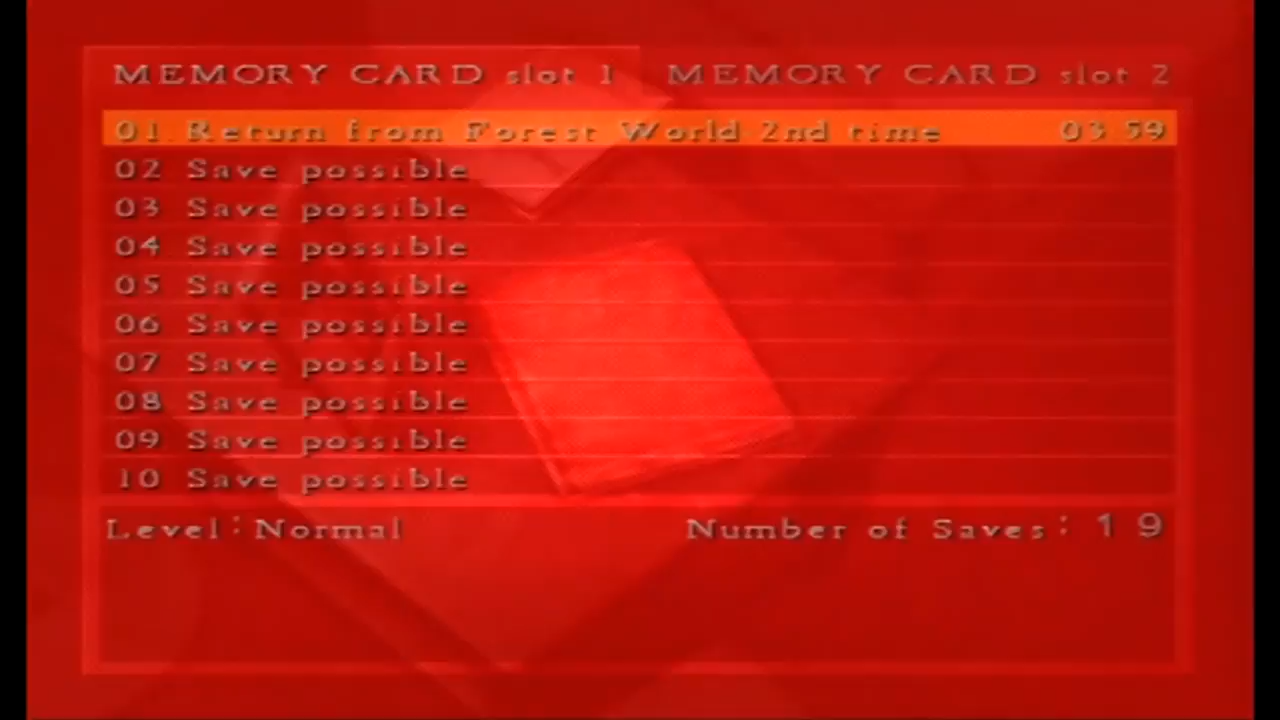 MEMORY CARD slot 1 MEMORY CARD slot 2
01 Return from Forest World 2nd time 03:59
02 Save possible
03 Save possible
04 Save possible
05 Save possible
06 Save possible
07 Save possible
08 Save possible
09 Save possible
10 Save possible
Level:Normal Number of Saves: 19